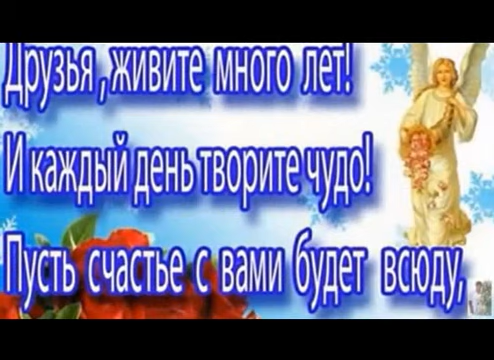 Друзья, живите много лет!
И каждый день творите чудо!
Пусть счастье с вами будет всюду,